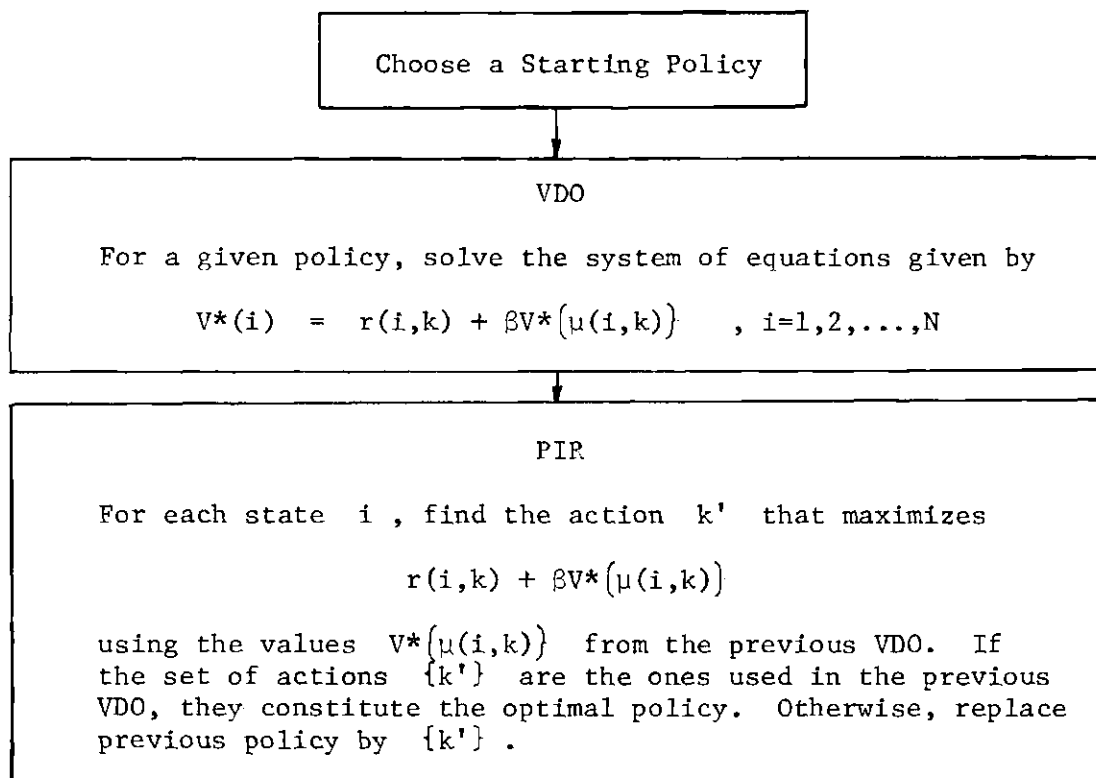 Choose a Starting Policy
VDO
For a given policy, solve the system of equations given by
V*(i) = r(i,k) + βV*{μ(i,k)} , i=1,2,...,N
PIR
For each state i , find the action k' that maximizes
r(i,k) + βV*{μ(i,k)}
using the values V*{μ(i,k)} from the previous VDO. If
the set of actions {k'} are the ones used in the previous
VDO, they constitute the optimal policy. Otherwise, replace
previous policy by {k'} .